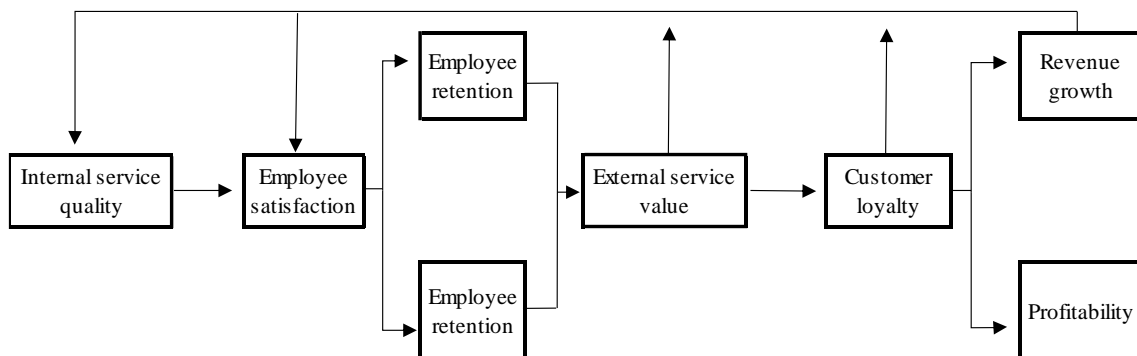 Employee
retention
Revenue
growth
Internal service
quality
Employee
satisfaction
External service
value
Customer
loyalty
Employee
retention
Profitability